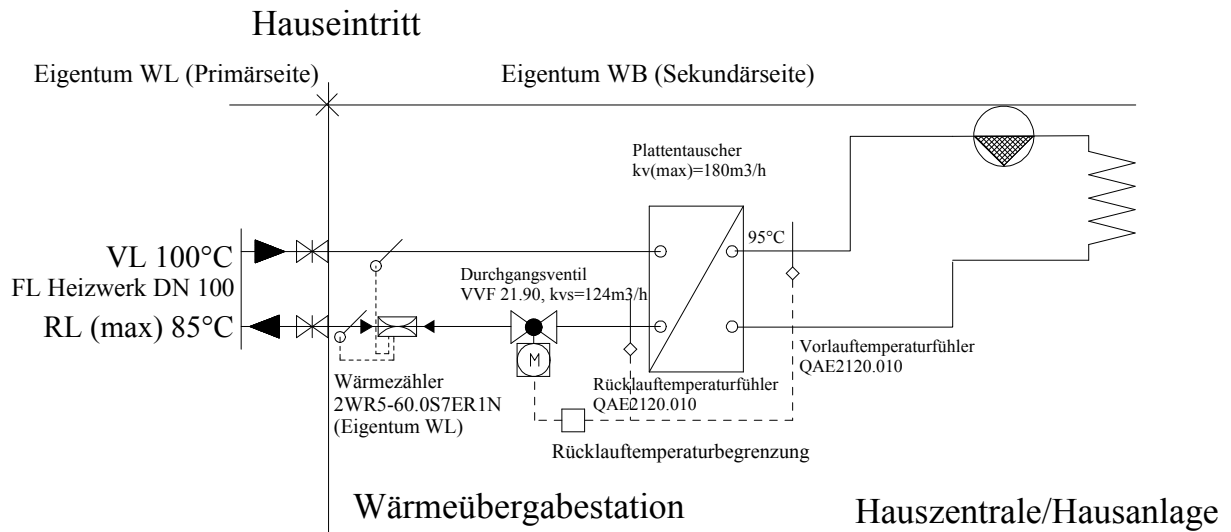 Hauseintritt
Eigentum WL (Primärseite)
Eigentum WB (Sekundärseite)
Plattentauscher
kv(max)=180m3/h
VL 100°C
95°C
FL Heizwerk DN 100
Durchgangsventil
VVF 21.90, kvs=124m3/h
RL (max) 85°C
M
Vorlauftemperaturfühler
QAE2120.010
Wärmezähler
2WR5-60.0S7ER1N
(Eigentum WL)
Rücklauftemperaturfühler
QAE2120.010
Rücklauftemperaturbegrenzung
Wärmeübergabestation
Hauszentrale/Hausanlage